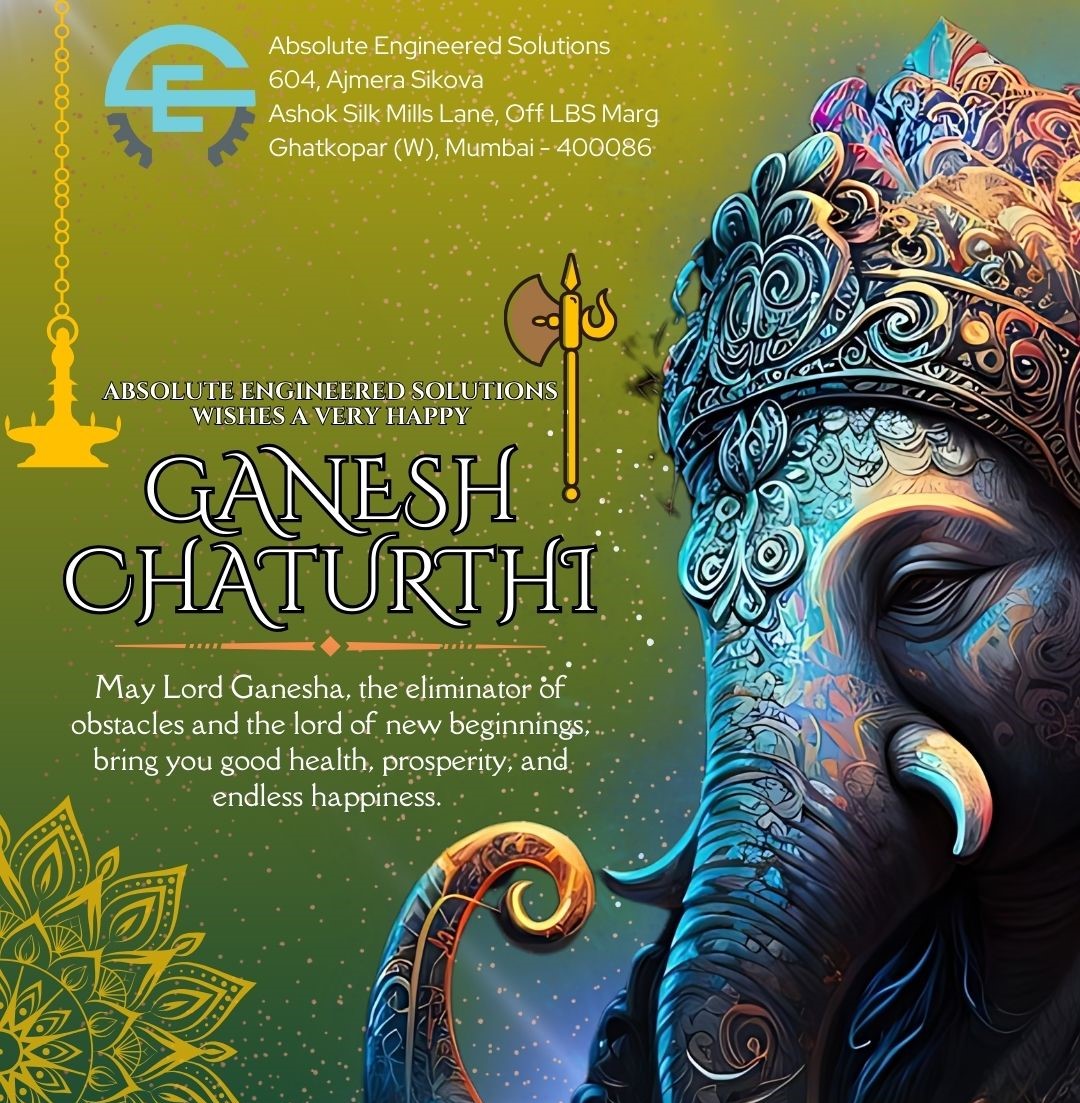 Absolute Engineered Solutions
604, Ajmera Sikova
Ashok Silk Mills Lane, Off LBS Marg
Ghatkopar (W), Mumbai - 400086
ABSOLUTE ENGINEERED SOLUTIONS
WISHES A VERY HAPPY
GANESH
CHATURTHI
May Lord Ganesha, the eliminator of
obstacles and the lord of new beginnings,
bring you good health, prosperity, and
endless happiness.